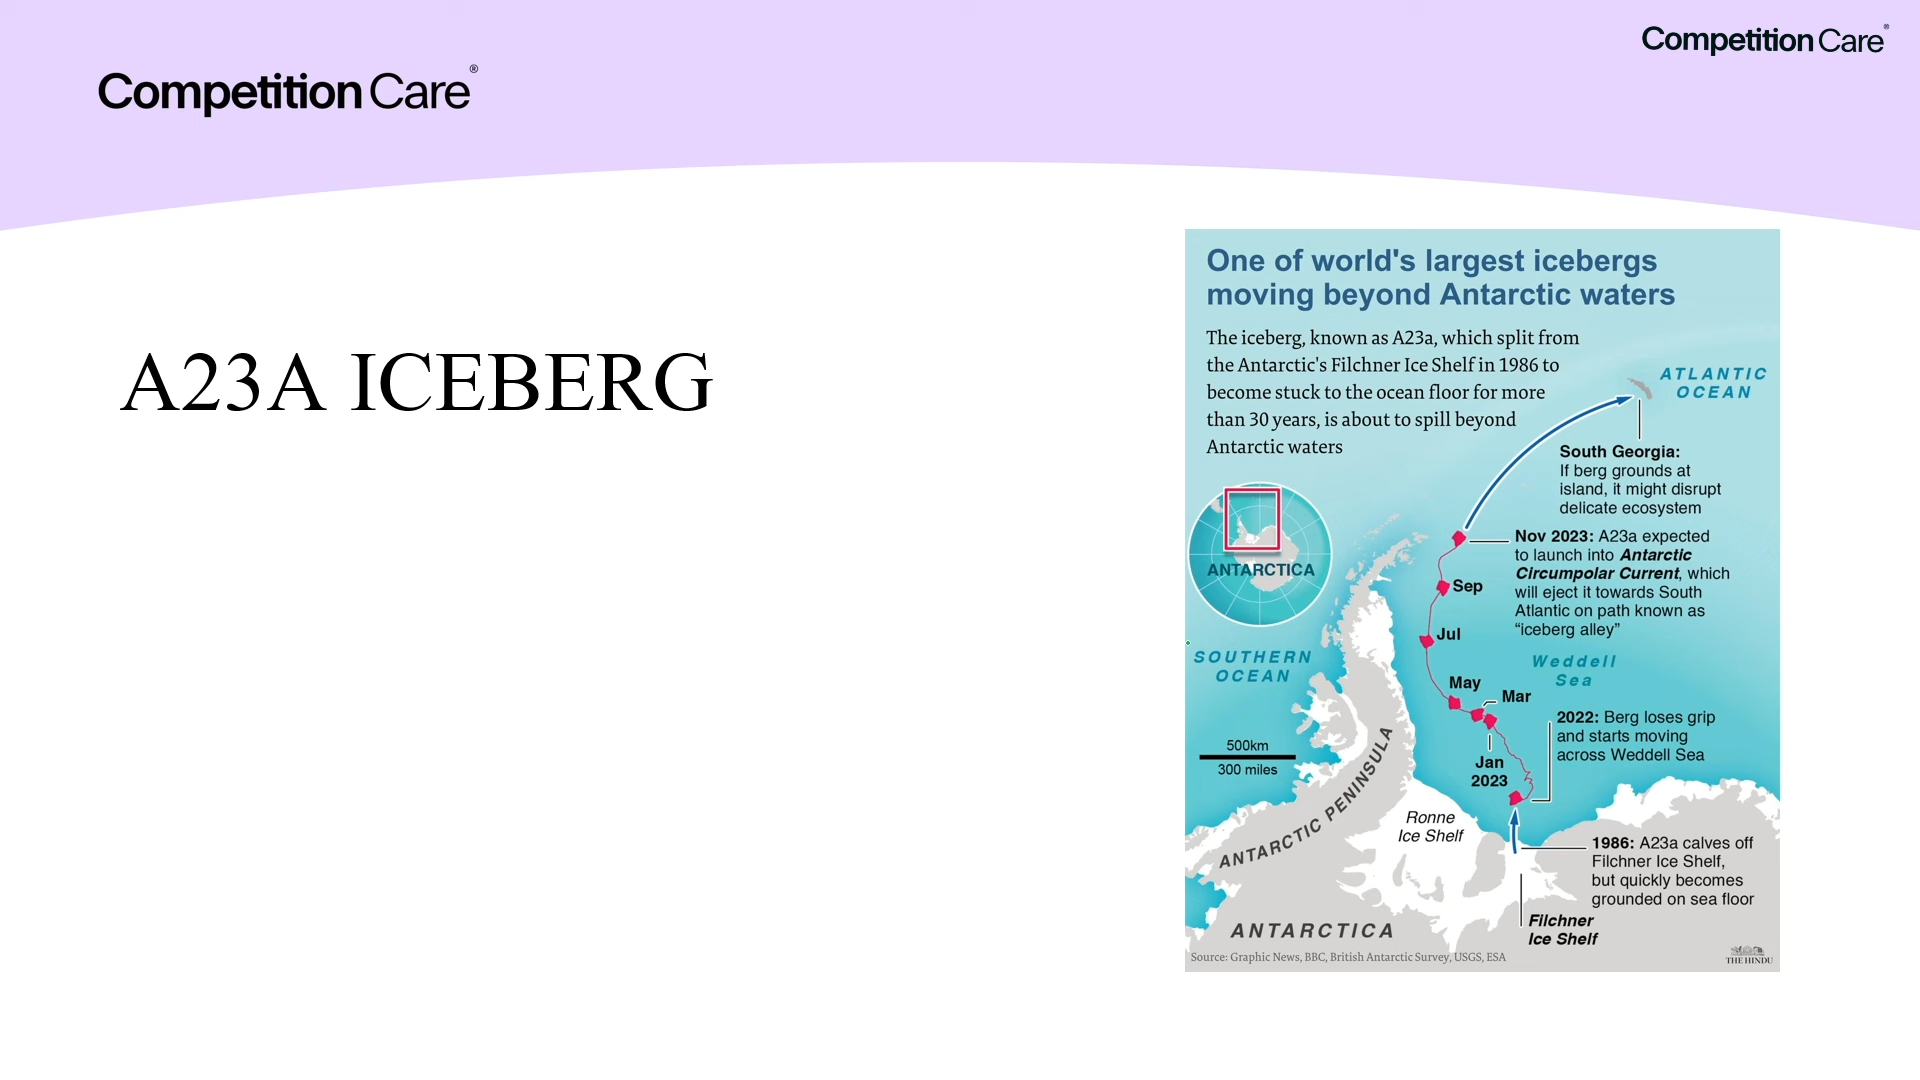 Competition Care®
Competition Care®
A23A ICEBERG
One of world's largest icebergs
moving beyond Antarctic waters
The iceberg, known as A23a, which split from
the Antarctic's Filchner Ice Shelf in 1986 to
become stuck to the ocean floor for more
than 30 years, is about to spill beyond
Antarctic waters
ATLANTIC
OCEAN
South Georgia:
If berg grounds at
island, it might disrupt
delicate ecosystem
ANTARCTICA
Nov 2023: A23a expected
to launch into Antarctic
Circumpolar Current, which
will eject it towards South
Atlantic on path known as
“iceberg alley”
Sep
Jul
SOUTHERN
OCEAN
Weddell
Sea
May
Mar
2022: Berg loses grip
and starts moving
across Weddell Sea
500km
300 miles
Jan
2023
ANTARCTIC PENINSULA
Ronne
Ice Shelf
1986: A23a calves off
Filchner Ice Shelf,
but quickly becomes
grounded on sea floor
Filchner
Ice Shelf
ANTARCTICA
Source: Graphic News, BBC, British Antarctic Survey, USGS, ESA
THE HINDU